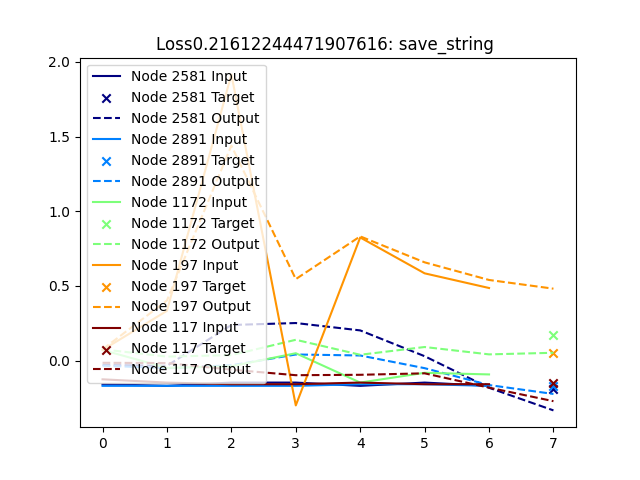 Loss0.21612244471907616: save_string
2.0
1.5
1.0
0.5
0.0
Node 2581 Input
Node 2581 Target
Node 2581 Output
Node 2891 Input
Node 2891 Target
Node 2891 Output
Node 1172 Input
Node 1172 Target
Node 1172 Output
Node 197 Input
Node 197 Target
Node 197 Output
Node 117 Input
Node 117 Target
Node 117 Output
0 1 2 3 4 5 6 7